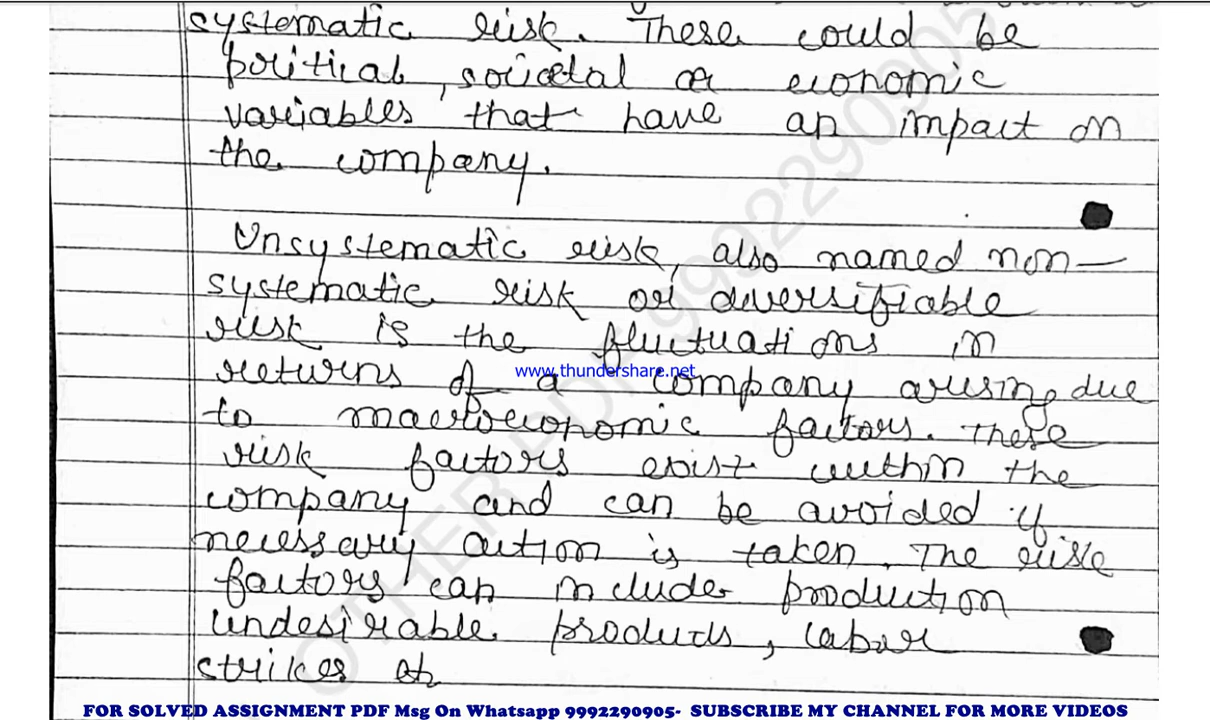 systematic risk. These could be
political, societal or economic
variables that have an impact on
the company.
Unsystematic risk, also named non-
systematic risk or diversifiable
risk is the fluctuations in
www.thundershare.net
returns of a company arising due
to macroeconomic factors. These
risk factors exist within the
company and can be avoided if
necessary action is taken. The risk
factors can include production
undesirable products, labour
strikes etc
OTHER PDF 9992290905
FOR SOLVED ASSIGNMENT PDF Msg On Whatsapp 9992290905- SUBSCRIBE MY CHANNEL FOR MORE VIDEOS